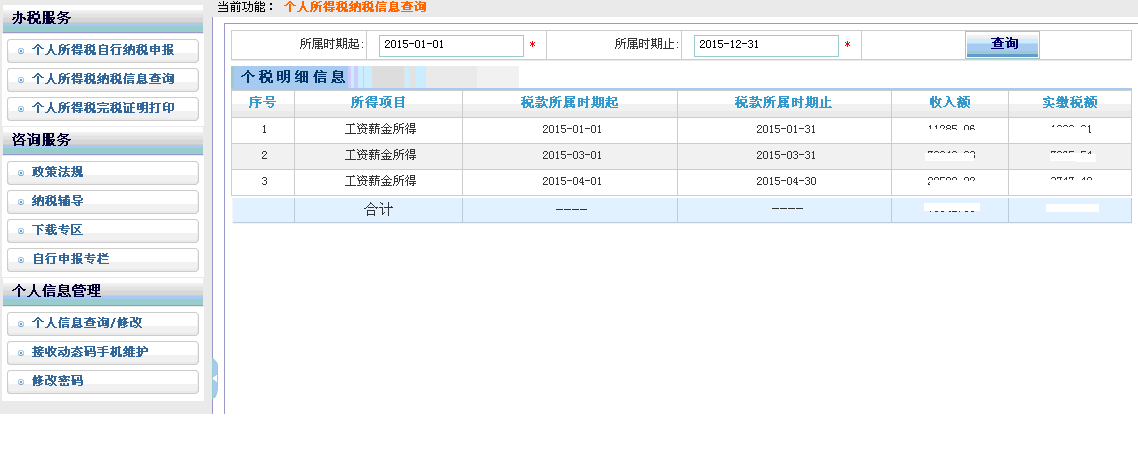 当前功能： 个人所得税纳税信息查询
办税服务
个人所得税自行纳税申报
个人所得税纳税信息查询
个人所得税完税证明打印
咨询服务
政策法规
纳税辅导
下载专区
自行申报专栏
个人信息管理
个人信息查询/修改
接收动态码手机维护
修改密码
所属时期起: 2015-01-01 * 所属时期止: 2015-12-31 * 查询
个税明细信息
序号 所得项目 税款所属时期起 税款所属时期止 收入额 实缴税额
1 工资薪金所得 2015-01-01 2015-01-31
2 工资薪金所得 2015-03-01 2015-03-31
3 工资薪金所得 2015-04-01 2015-04-30
合计 ---- ----